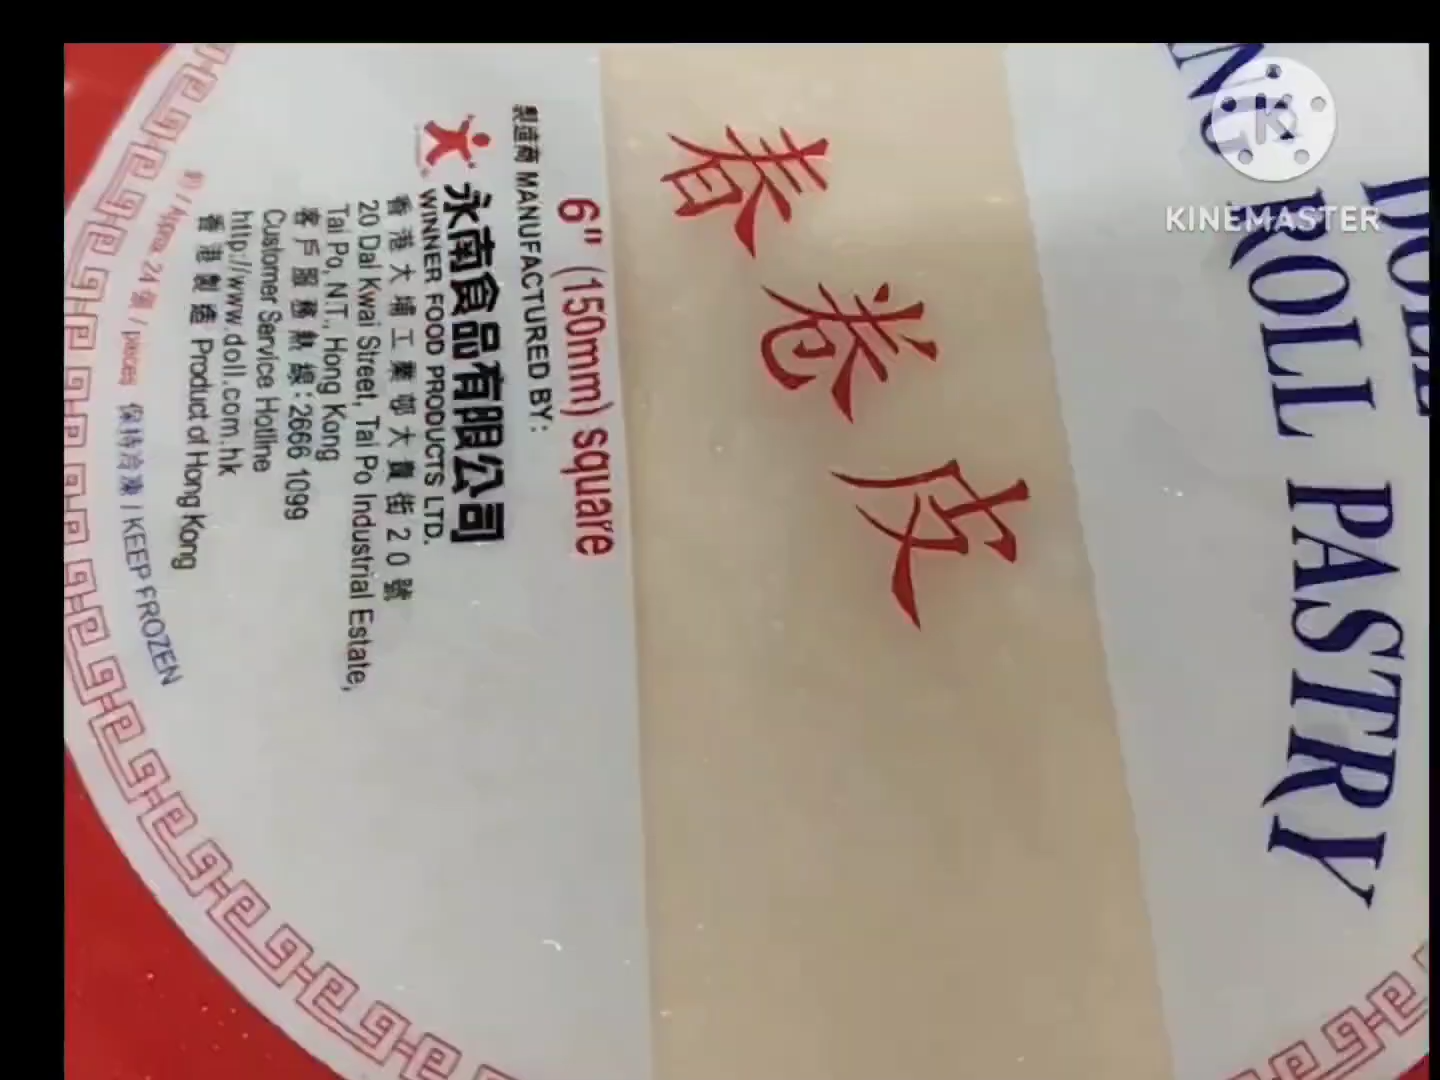 DOLL
ROLL PASTRY
春卷皮
6" (150mm) square
製造商 MANUFACTURED BY:
永南食品有限公司
WINNER FOOD PRODUCTS LTD.
香港大埔工業邨大貴街20號
20 Dai Kwai Street, Tai Po Industrial Estate,
Tai Po, N.T., Hong Kong
客戶服務熱線:2666 1099
Customer Service Hotline
http://www.doll.com.hk
香港製造 Product of Hong Kong
約 / Approx. 24 個 / pieces 保持冷凍 / KEEP FROZEN
KINEMASTER